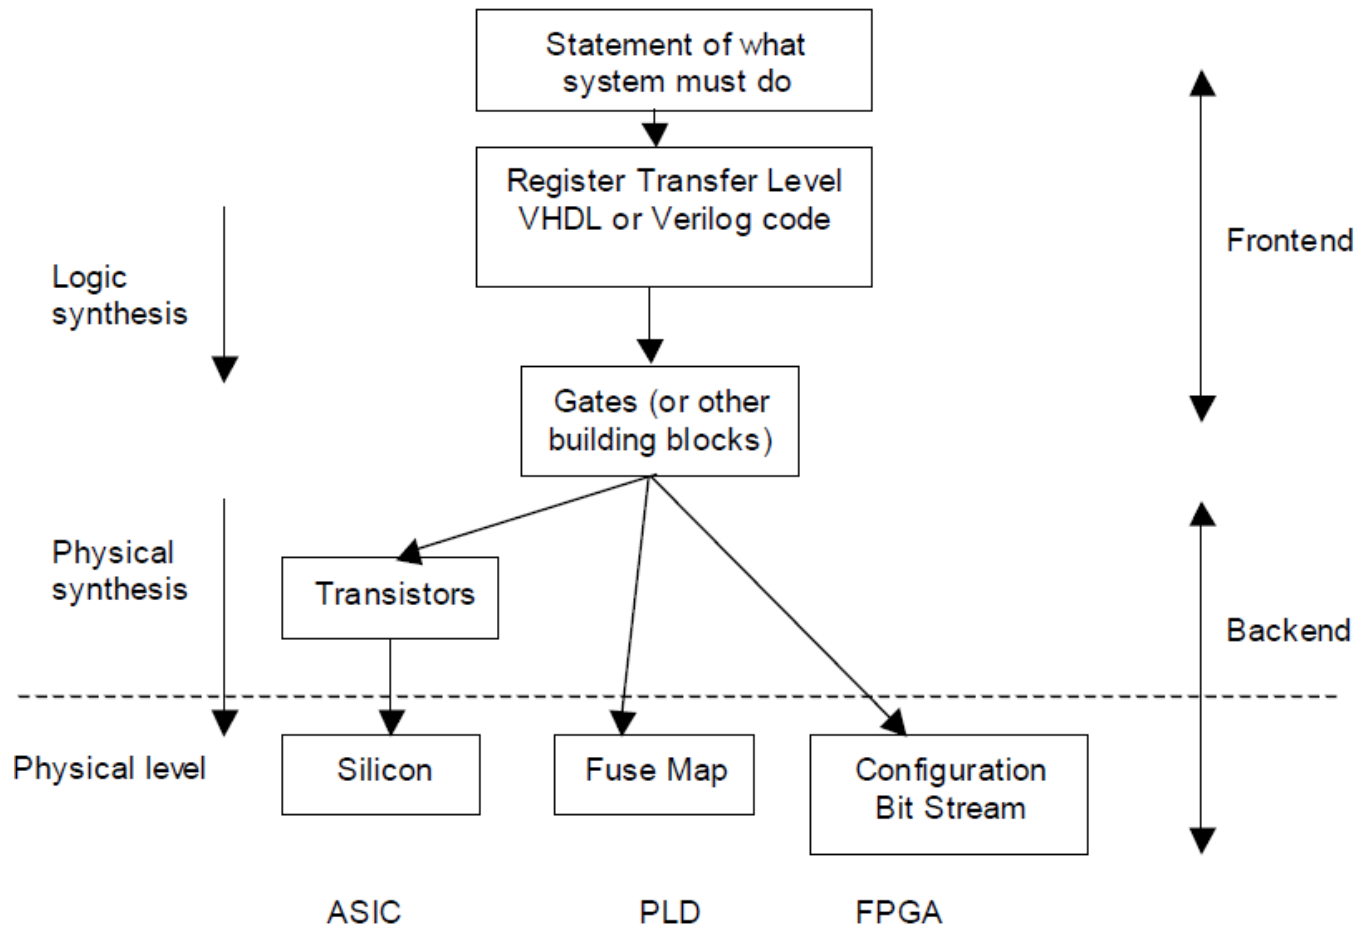 Statement of what
system must do
Register Transfer Level
VHDL or Verilog code
Frontend
Logic
synthesis
Gates (or other
building blocks)
Physical
synthesis
Transistors
Backend
Physical level
Silicon
Fuse Map
Configuration
Bit Stream
ASIC
PLD
FPGA